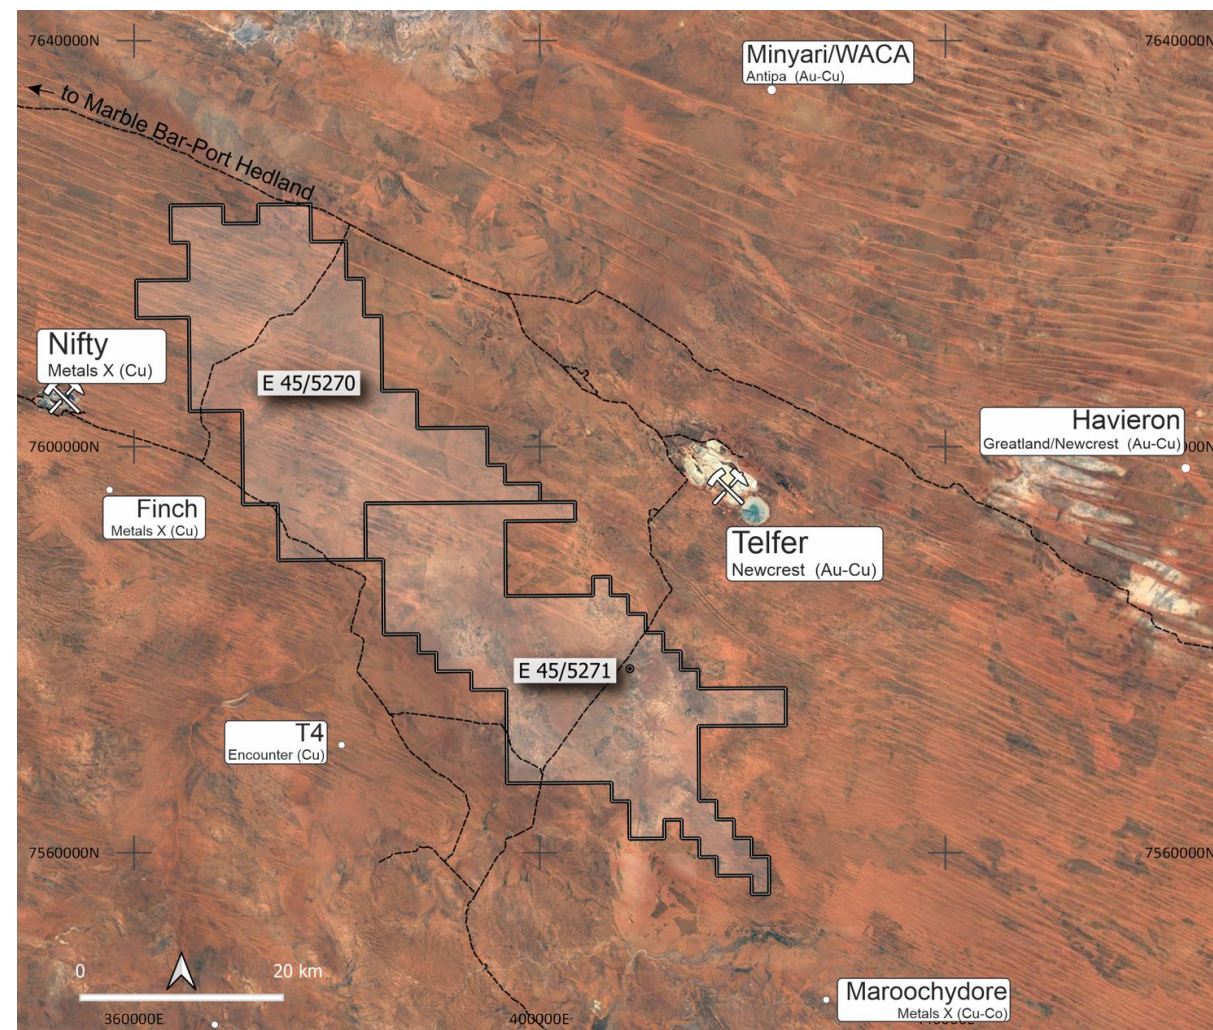 7640000N
7640000N
Minyari/WACA
Antipa (Au-Cu)
to Marble Bar-Port Hedland
Nifty
Metals X (Cu)
E 45/5270
Havieron
Greatland/Newcrest (Au-Cu)
7600000N
Finch
Metals X (Cu)
Telfer
Newcrest (Au-Cu)
E 45/5271
T4
Encounter (Cu)
7560000N
7560000N
0
20 km
Maroochydore
Metals X (Cu-Co)
360000E
400000E